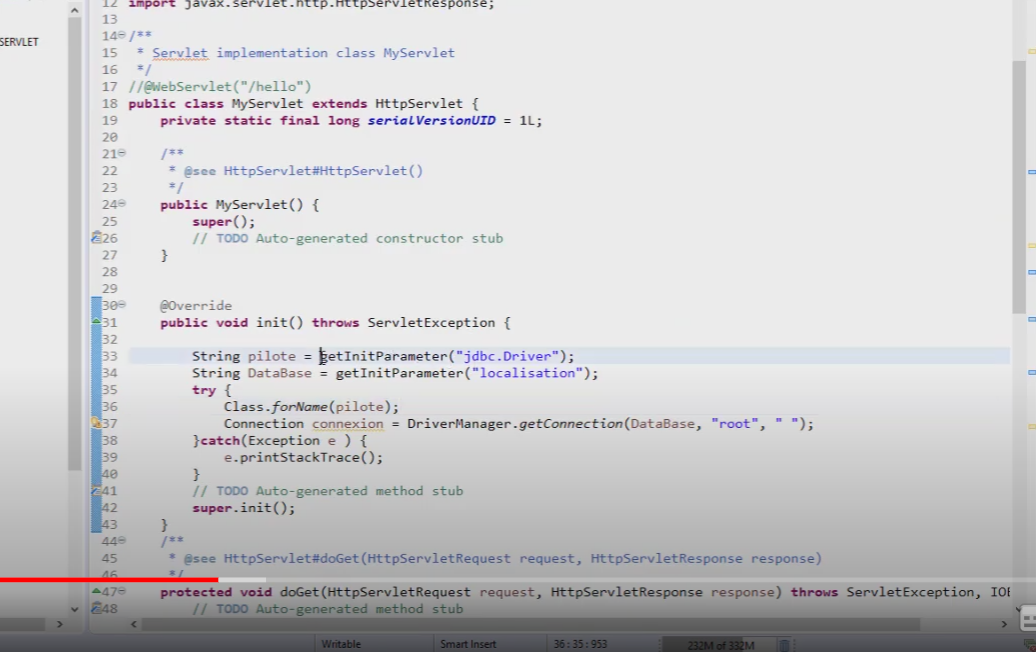 SERVLET
12 import javax.servlet.http.HttpServletResponse;
13
14 /**
15  * Servlet implementation class MyServlet
16  */
17 //@WebServlet("/hello")
18 public class MyServlet extends HttpServlet {
19     private static final long serialVersionUID = 1L;
20
21     /**
22      * @see HttpServlet#HttpServlet()
23      */
24     public MyServlet() {
25         super();
26         // TODO Auto-generated constructor stub
27     }
28
29
30     @Override
31     public void init() throws ServletException {
32
33         String pilote = getInitParameter("jdbc.Driver");
34         String DataBase = getInitParameter("localisation");
35         try {
36             Class.forName(pilote);
37             Connection connexion = DriverManager.getConnection(DataBase, "root", " ");
38         }catch(Exception e ) {
39             e.printStackTrace();
40         }
41         // TODO Auto-generated method stub
42         super.init();
43     }
44     /**
45      * @see HttpServlet#doGet(HttpServletRequest request, HttpServletResponse response)
46      */
47     protected void doGet(HttpServletRequest request, HttpServletResponse response) throws ServletException, IOE
48         // TODO Auto-generated method stub
Writable Smart Insert 36:35:953 232M of 332M